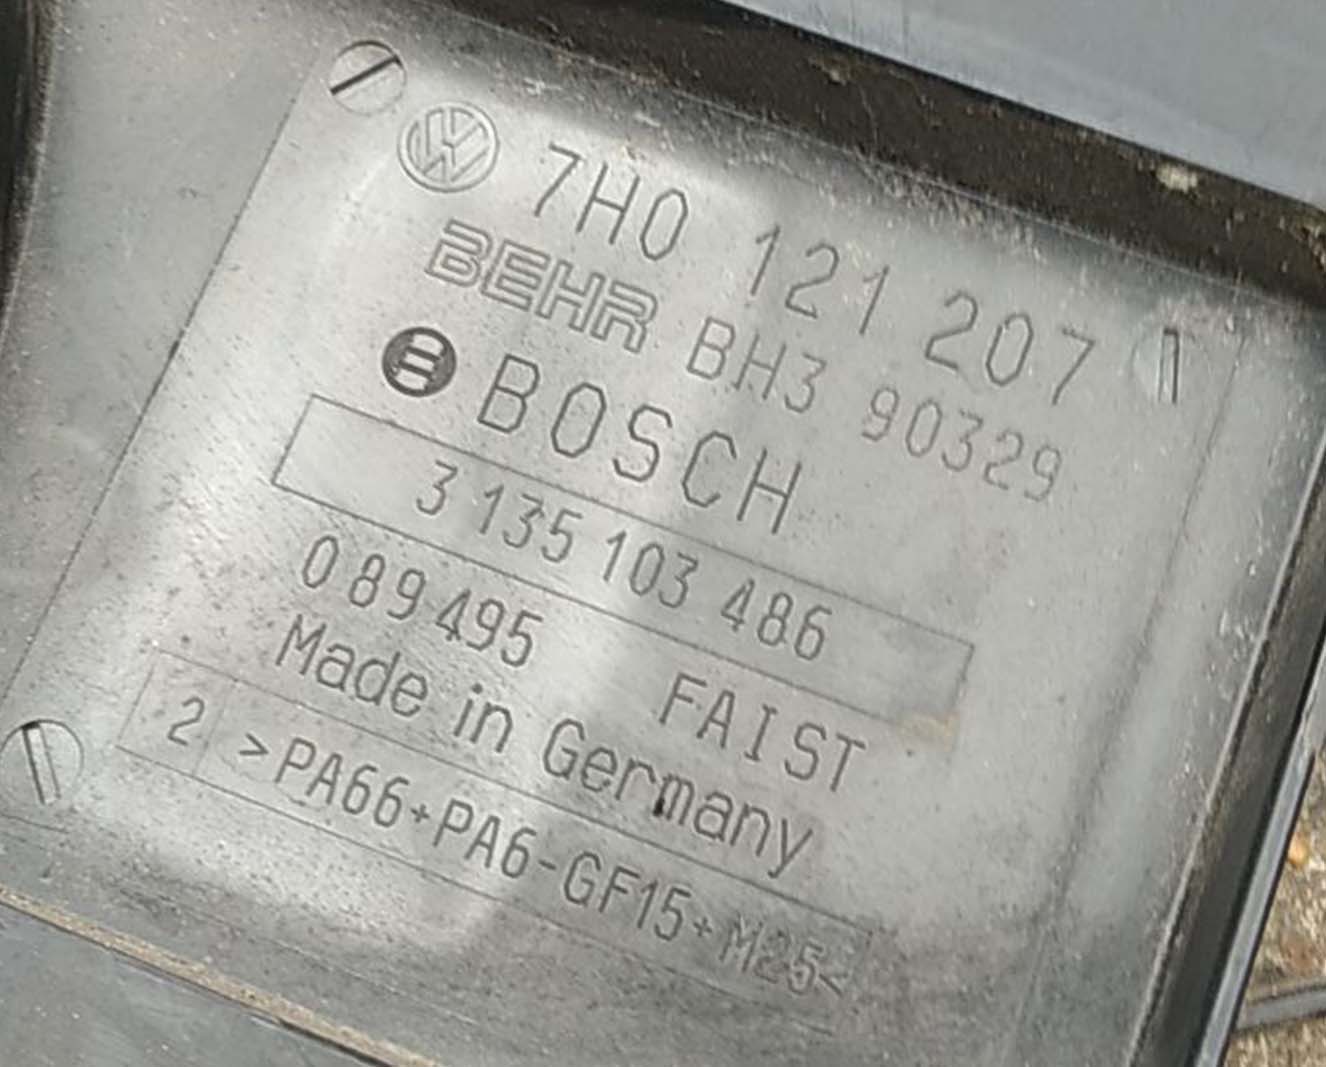 7H0 121 207
BEHR BH3 90329
BOSCH
3 135 103 486
0 89 495 FAIST
Made in Germany
2 >PA66+PA6-GF15+M25<